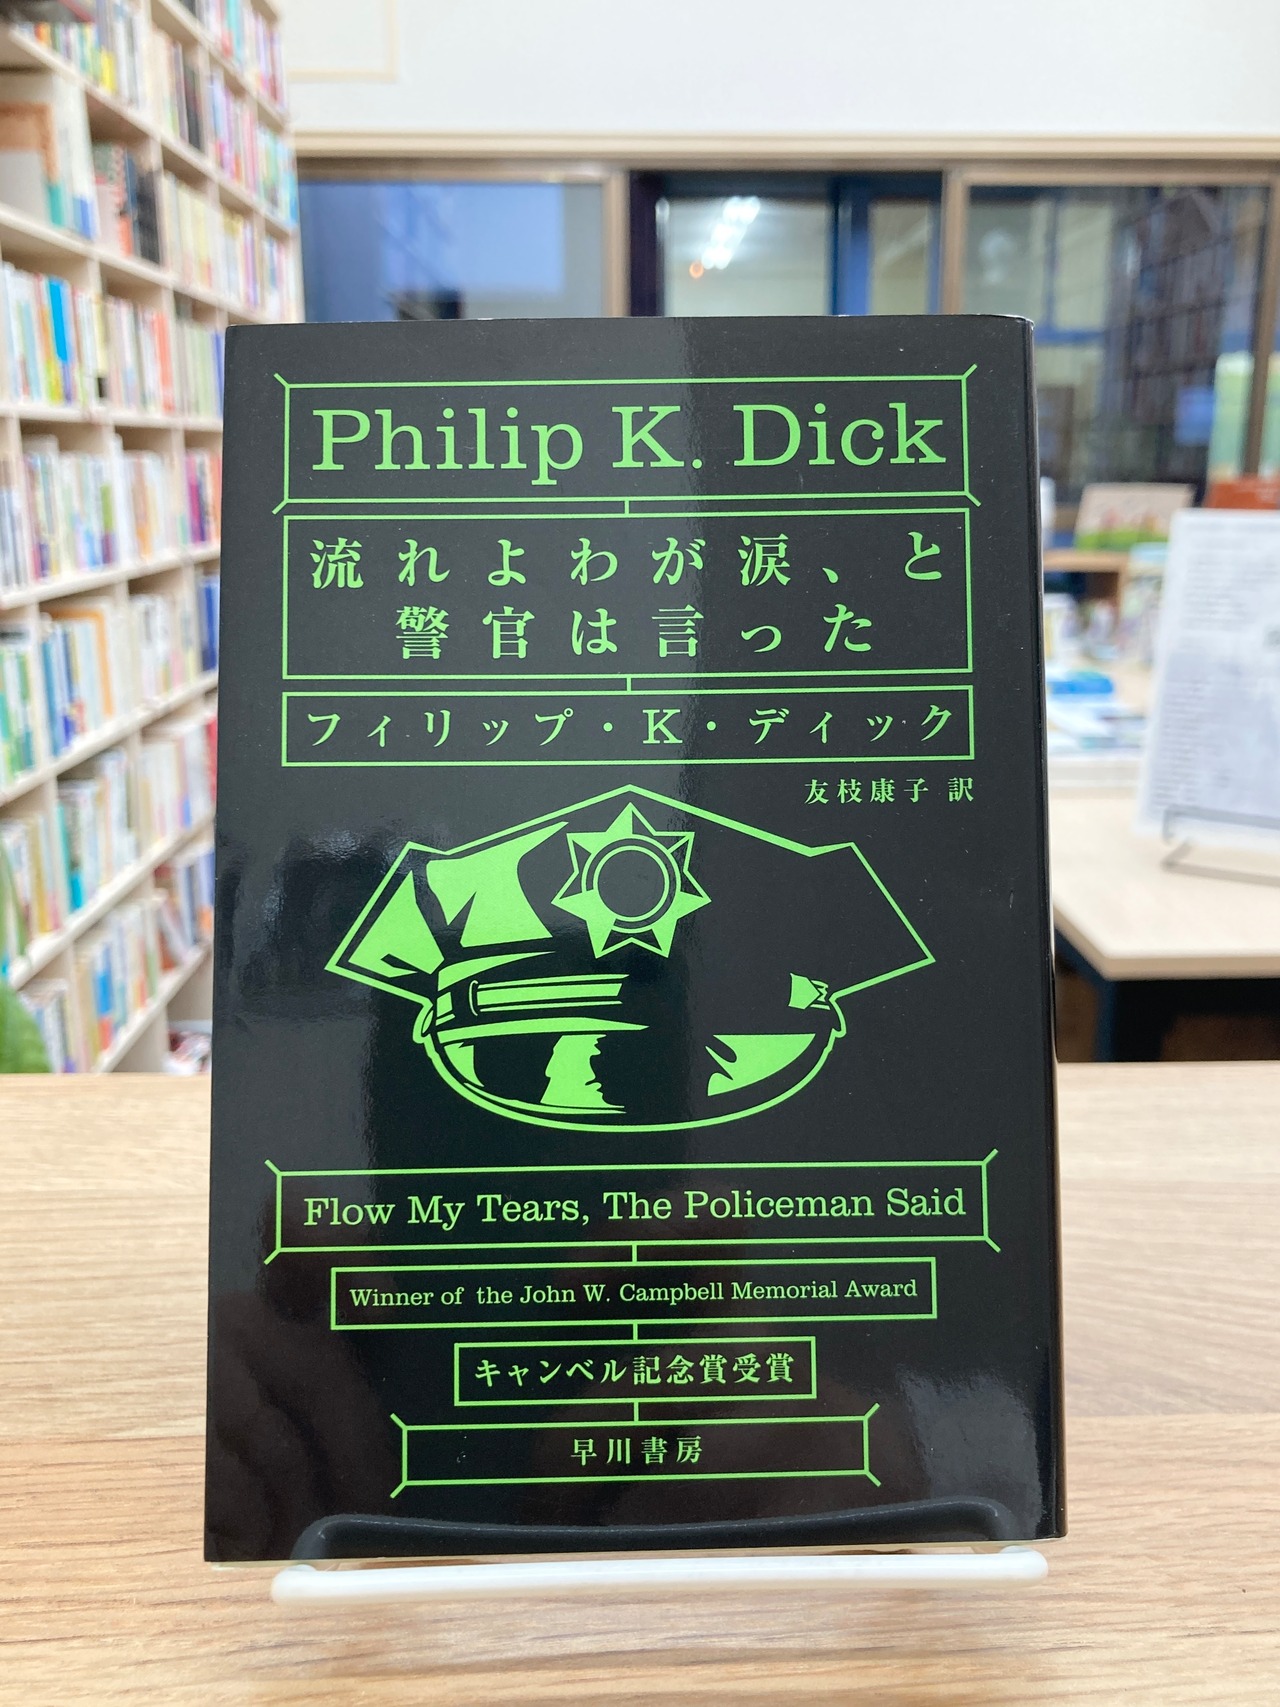 Philip K. Dick
流れよわが涙、と
警官は言った
フィリップ・K・ディック
友枝康子 訳
Flow My Tears, The Policeman Said
Winner of the John W. Campbell Memorial Award
キャンベル記念賞受賞
早川書房